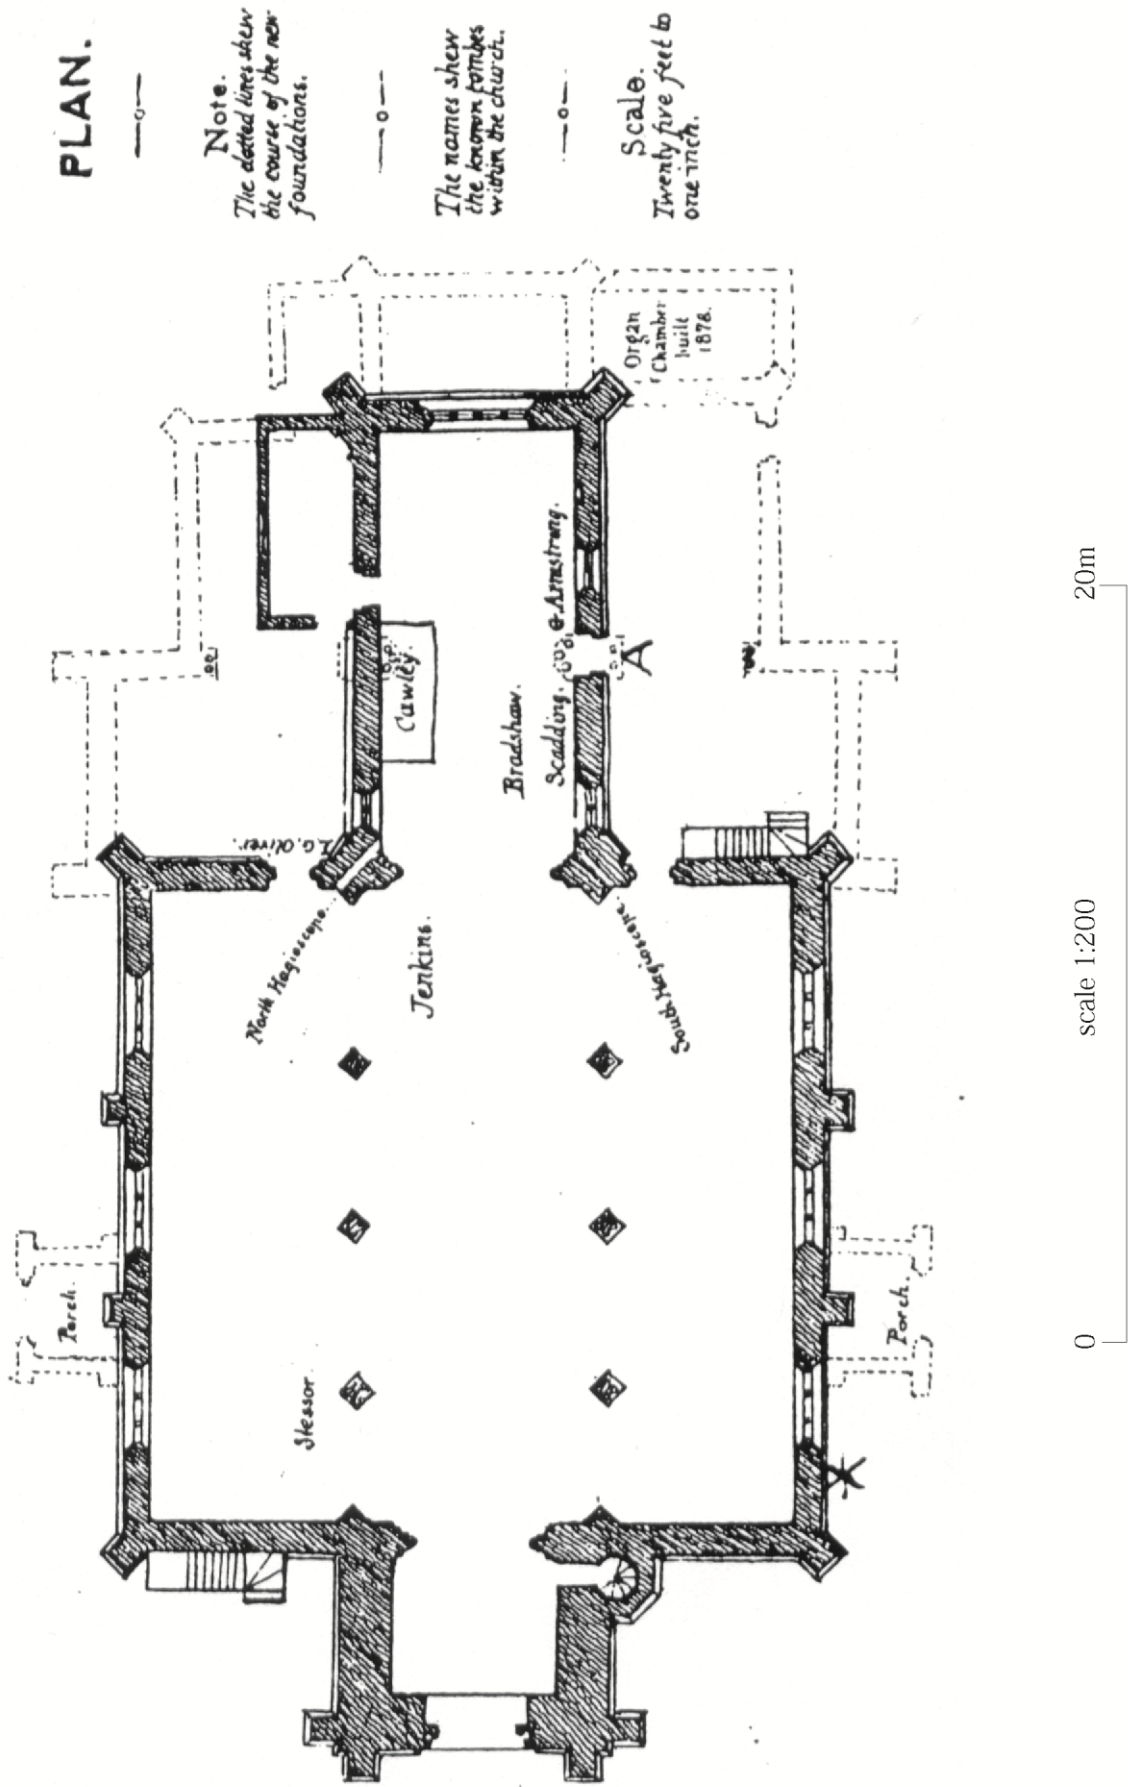 PLAN.
Note.
The dotted lines shew
the course of the new
foundations.
The names shew
the known tombes
within the church.
Scale.
Twenty five feet to
one inch.
Organ
Chamber
built
1878.
Armstrong.
A
Cawley.
Bradshaw.
Scadding.
I. G. Oliver.
North Hagioscope.
South Hagioscope.
Jenkins.
Porch.
Porch.
Slessor.
X
0
20m
scale 1:200